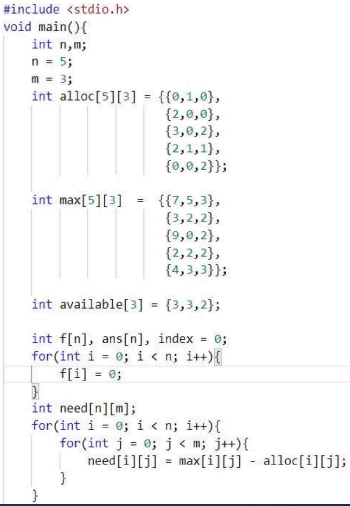 #include <stdio.h>
void main(){
    int n,m;
    n = 5;
    m = 3;
    int alloc[5][3] = {{0,1,0},
                       {2,0,0},
                       {3,0,2},
                       {2,1,1},
                       {0,0,2}};
    int max[5][3]  =  {{7,5,3},
                       {3,2,2},
                       {9,0,2},
                       {2,2,2},
                       {4,3,3}};
    int available[3] = {3,3,2};
    int f[n], ans[n], index = 0;
    for(int i = 0; i < n; i++){
        f[i] = 0;
    }
    int need[n][m];
    for(int i = 0; i < n; i++){
        for(int j = 0; j < m; j++){
            need[i][j] = max[i][j] - alloc[i][j];
        }
    }